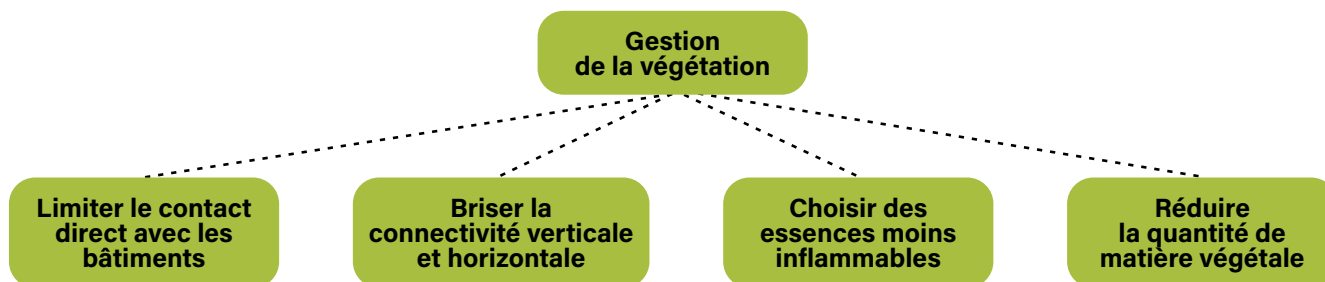 Gestion
de la végétation
Limiter le contact
direct avec les
bâtiments
Briser la
connectivité verticale
et horizontale
Choisir des
essences moins
inflammables
Réduire
la quantité de
matière végétale